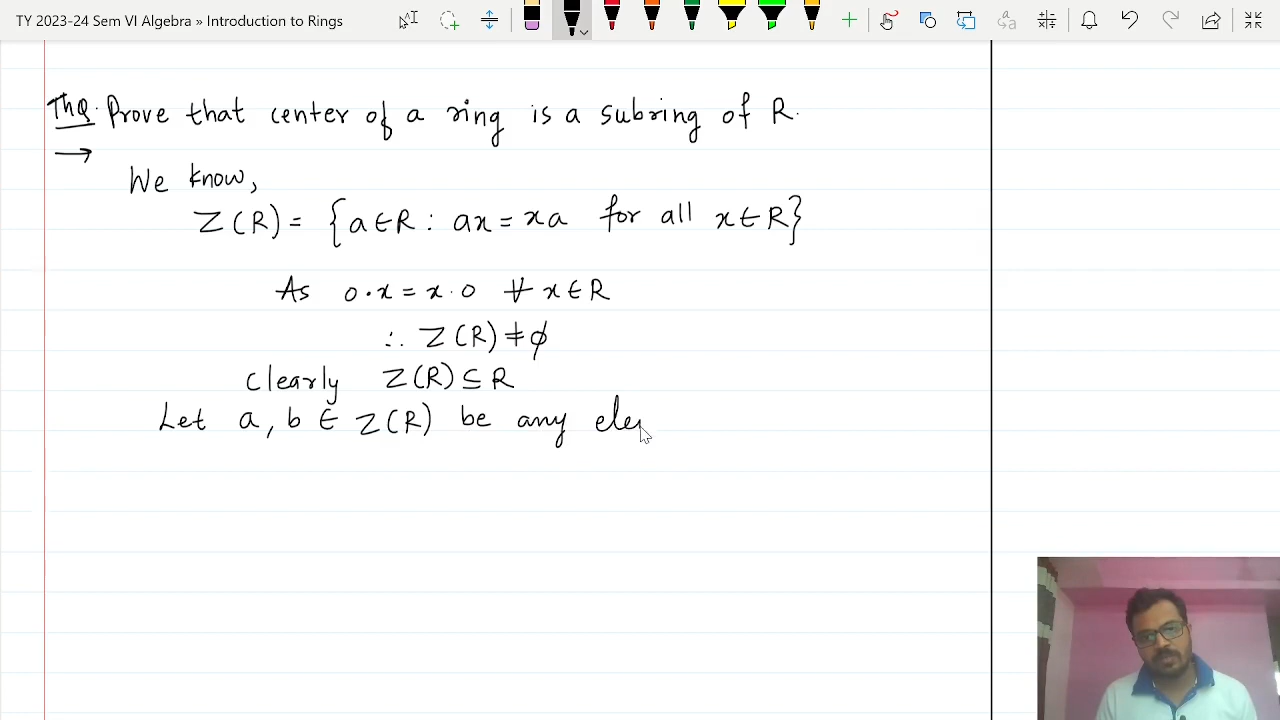 TY 2023-24 Sem VI Algebra » Introduction to Rings
Thm. Prove that center of a ring is a subring of R.
→
We know,
Z(R) = {a∈R : ax = xa for all x∈R}
As 0·x = x·0 ∀ x∈R
∴ Z(R) ≠ ϕ
Clearly Z(R) ⊆ R
Let a, b ∈ Z(R) be any ele